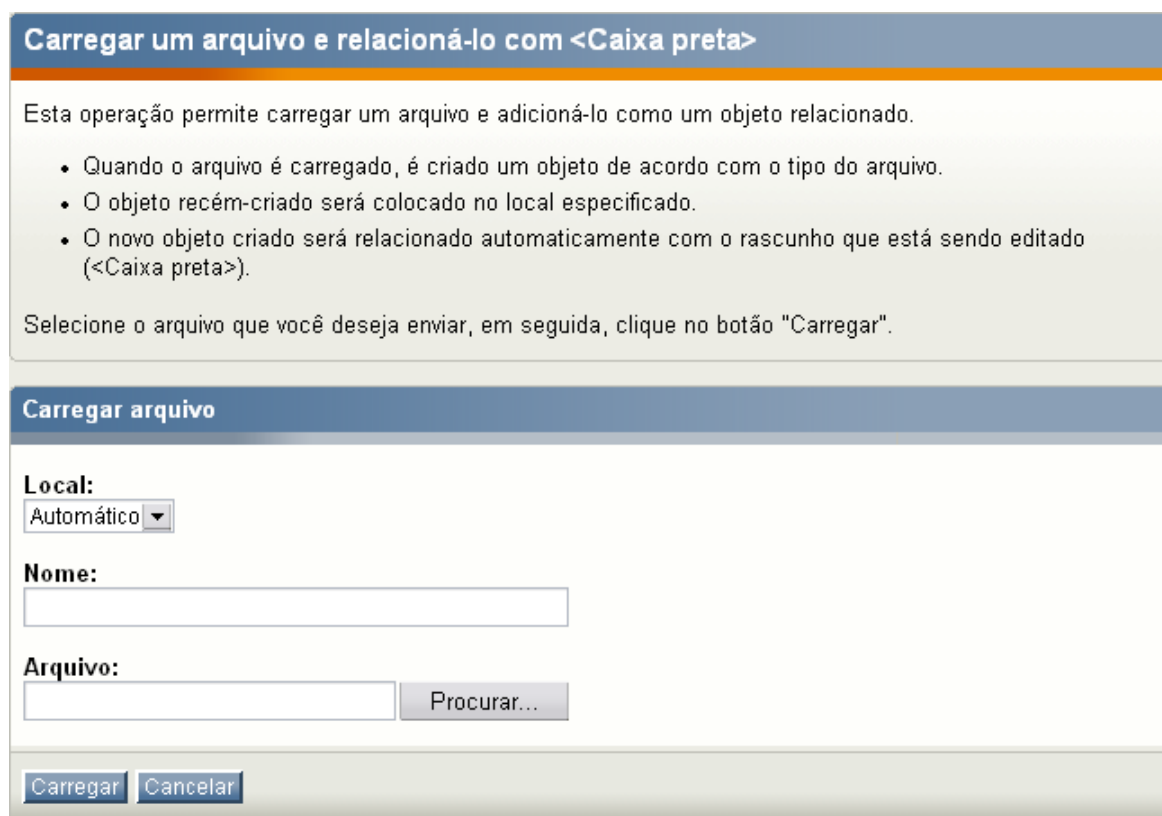 Carregar um arquivo e relacioná-lo com <Caixa preta>
Esta operação permite carregar um arquivo e adicioná-lo como um objeto relacionado.
• Quando o arquivo é carregado, é criado um objeto de acordo com o tipo do arquivo.
• O objeto recém-criado será colocado no local especificado.
• O novo objeto criado será relacionado automaticamente com o rascunho que está sendo editado
(<Caixa preta>).
Selecione o arquivo que você deseja enviar, em seguida, clique no botão "Carregar".
Carregar arquivo
Local:
Automático
Nome:
Arquivo:
Procurar...
Carregar Cancelar